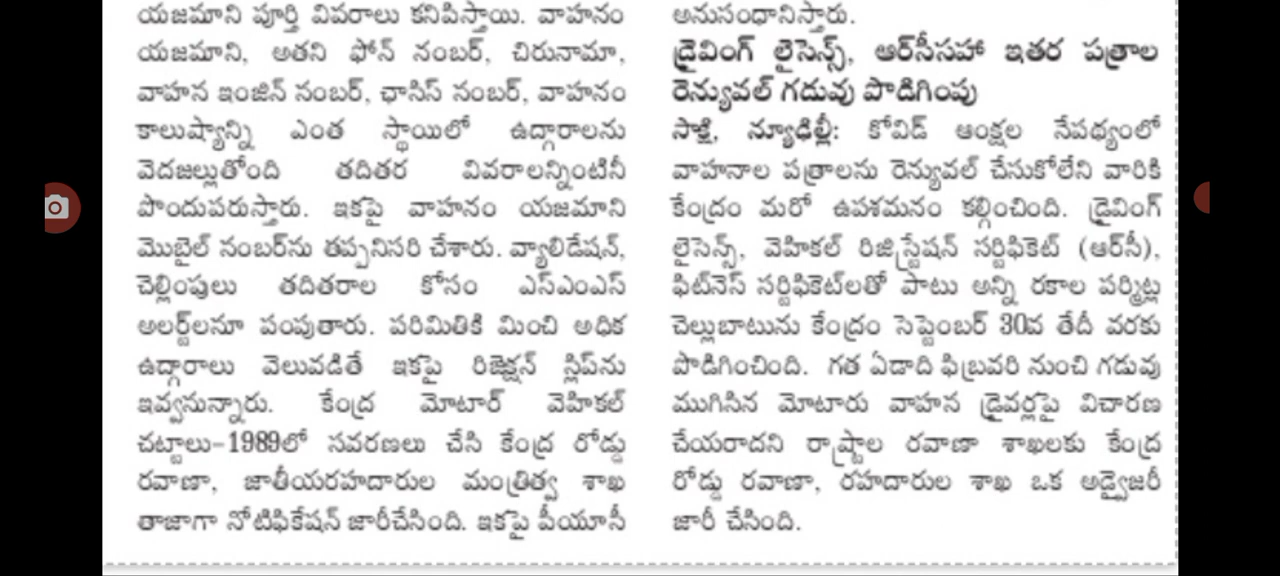 యజమాని పూర్తి వివరాలు కనిపిస్తాయి. వాహనం
యజమాని, అతని ఫోన్ నంబర్, చిరునామా,
వాహన ఇంజిన్ నంబర్, ఛాసిస్ నంబర్, వాహనం
కాలుష్యాన్ని ఎంత స్థాయిలో ఉద్గారాలను
వెదజల్లుతోంది తదితర వివరాలన్నింటినీ
పొందుపరుస్తారు. ఇకపై వాహనం యజమాని
మొబైల్ నంబర్‌ను తప్పనిసరి చేశారు. వ్యాలిడేషన్,
చెల్లింపులు తదితరాల కోసం ఎస్ఎంఎస్
అలర్ట్‌లనూ పంపుతారు. పరిమితికి మించి అధిక
ఉద్గారాలు వెలువడితే ఇకపై రిజెక్షన్ స్లిప్‌ను
ఇవ్వనున్నారు. కేంద్ర మోటార్ వెహికల్
చట్టాలు–1989లో సవరణలు చేసి కేంద్ర రోడ్డు
రవాణా, జాతీయరహదారుల మంత్రిత్వ శాఖ
తాజాగా నోటిఫికేషన్ జారీచేసింది. ఇకపై పీయూసీ
అనుసంధానిస్తారు.
డ్రైవింగ్ లైసెన్స్, ఆర్‌సీసహా ఇతర పత్రాల
రెన్యువల్ గడువు పొడిగింపు
సాక్షి, న్యూఢిల్లీ: కోవిడ్ ఆంక్షల నేపథ్యంలో
వాహనాల పత్రాలను రెన్యువల్ చేసుకోలేని వారికి
కేంద్రం మరో ఉపశమనం కల్గించింది. డ్రైవింగ్
లైసెన్స్, వెహికల్ రిజిస్ట్రేషన్ సర్టిఫికెట్ (ఆర్‌సీ),
ఫిట్‌నెస్ సర్టిఫికెట్‌లతో పాటు అన్ని రకాల పర్మిట్ల
చెల్లుబాటును కేంద్రం సెప్టెంబర్ 30వ తేదీ వరకు
పొడిగించింది. గత ఏడాది ఫిబ్రవరి నుంచి గడువు
ముగిసిన మోటారు వాహన డ్రైవర్లపై విచారణ
చేయరాదని రాష్ట్రాల రవాణా శాఖలకు కేంద్ర
రోడ్డు రవాణా, రహదారుల శాఖ ఒక అడ్వైజరీ
జారీ చేసింది.